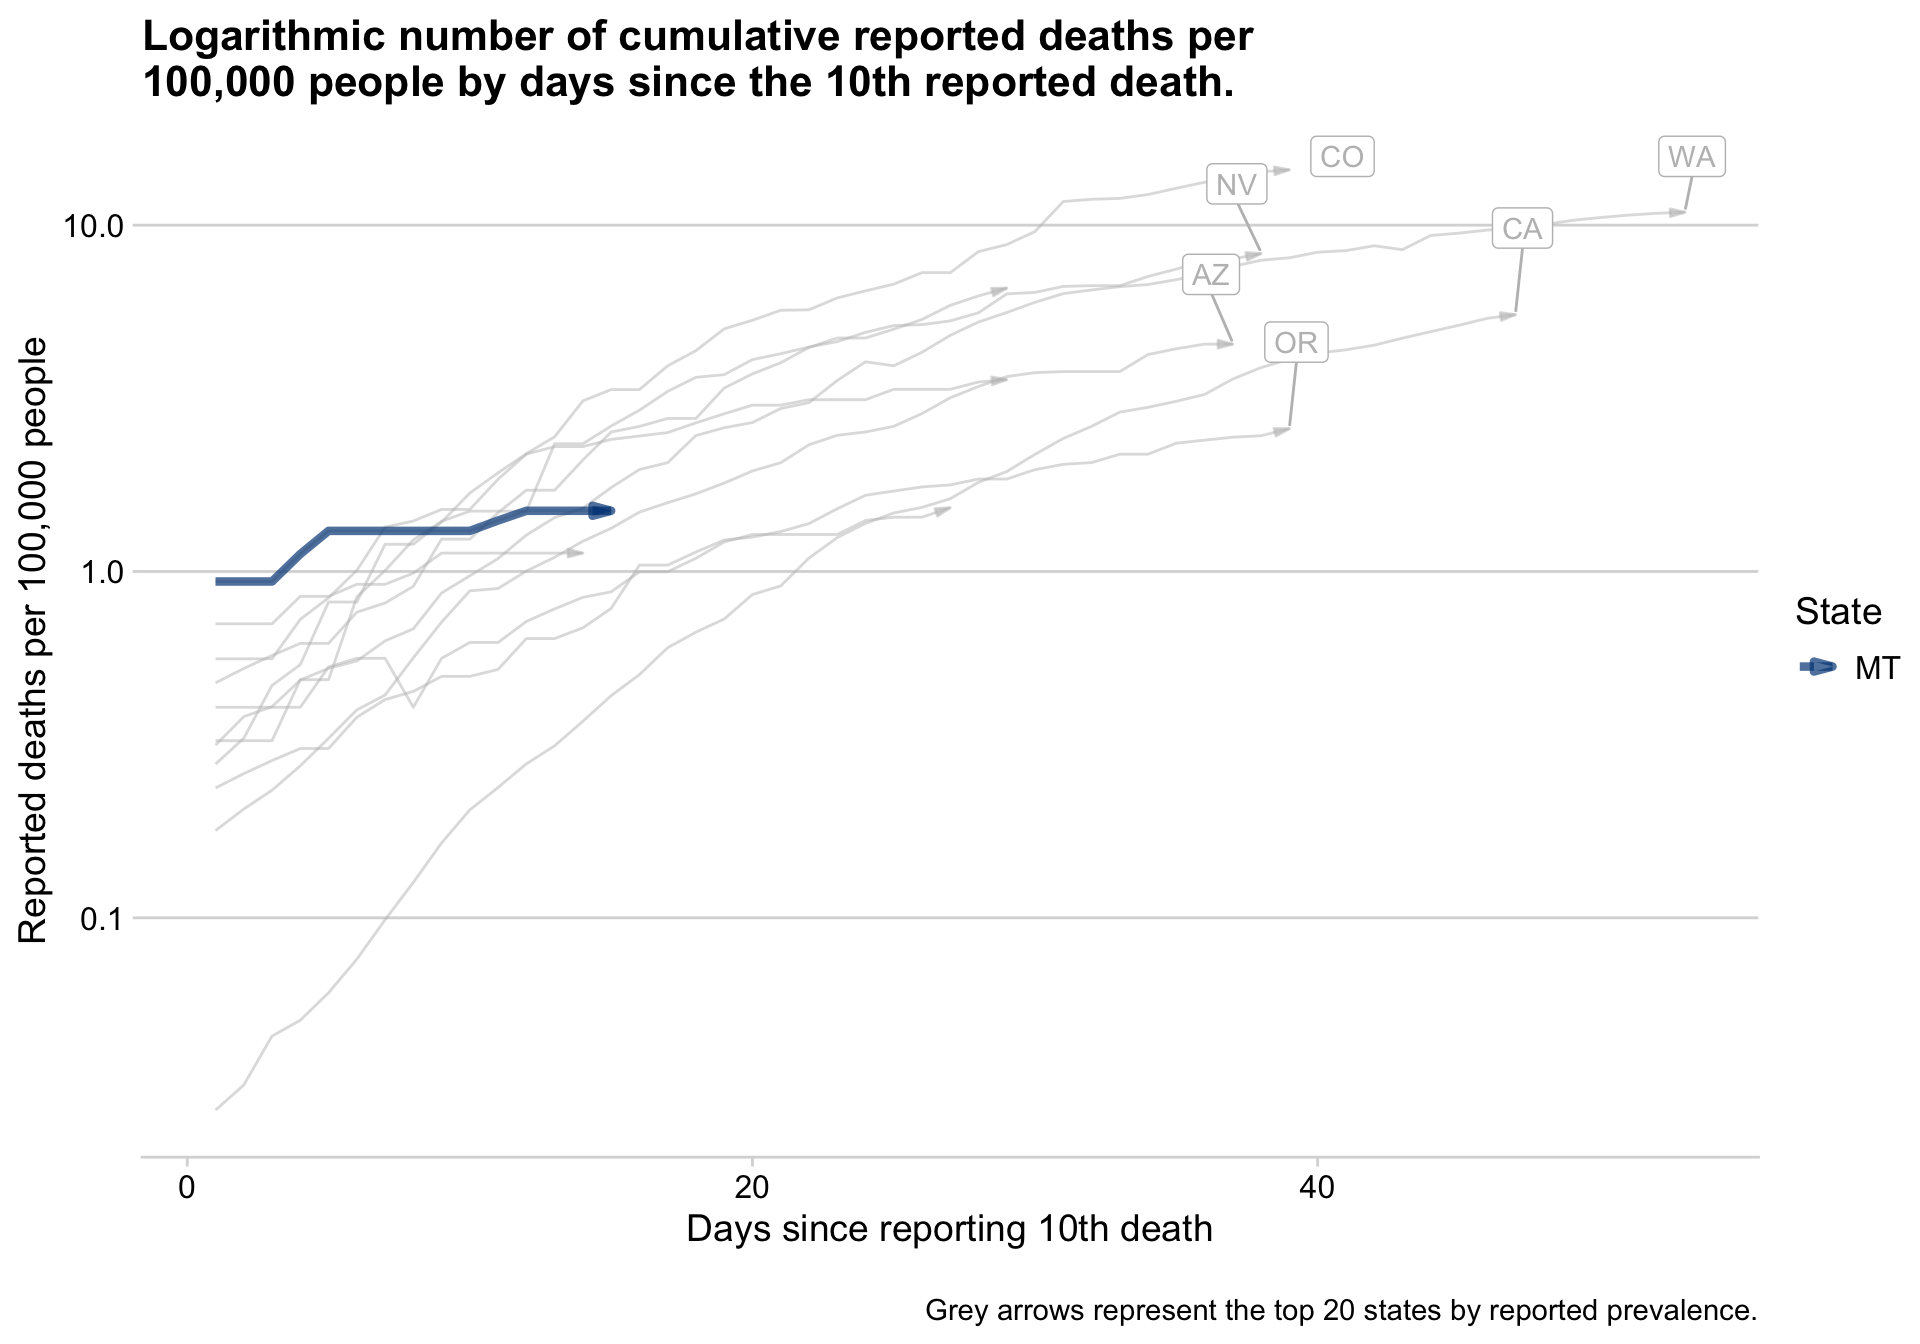 Logarithmic number of cumulative reported deaths per
100,000 people by days since the 10th reported death.
CO
WA
NV
CA
AZ
OR
10.0
1.0
0.1
Reported deaths per 100,000 people
State
MT
0
20
40
Days since reporting 10th death
Grey arrows represent the top 20 states by reported prevalence.